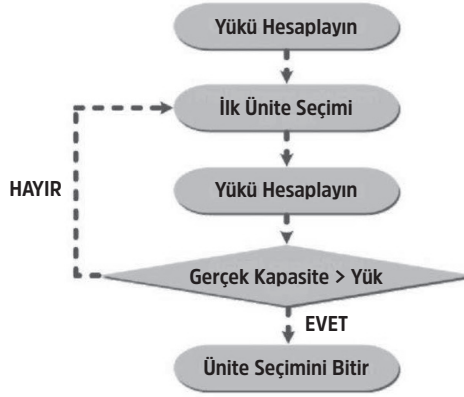 Yükü Hesaplayın
İlk Ünite Seçimi
HAYIR
Yükü Hesaplayın
Gerçek Kapasite > Yük
EVET
Ünite Seçimini Bitir